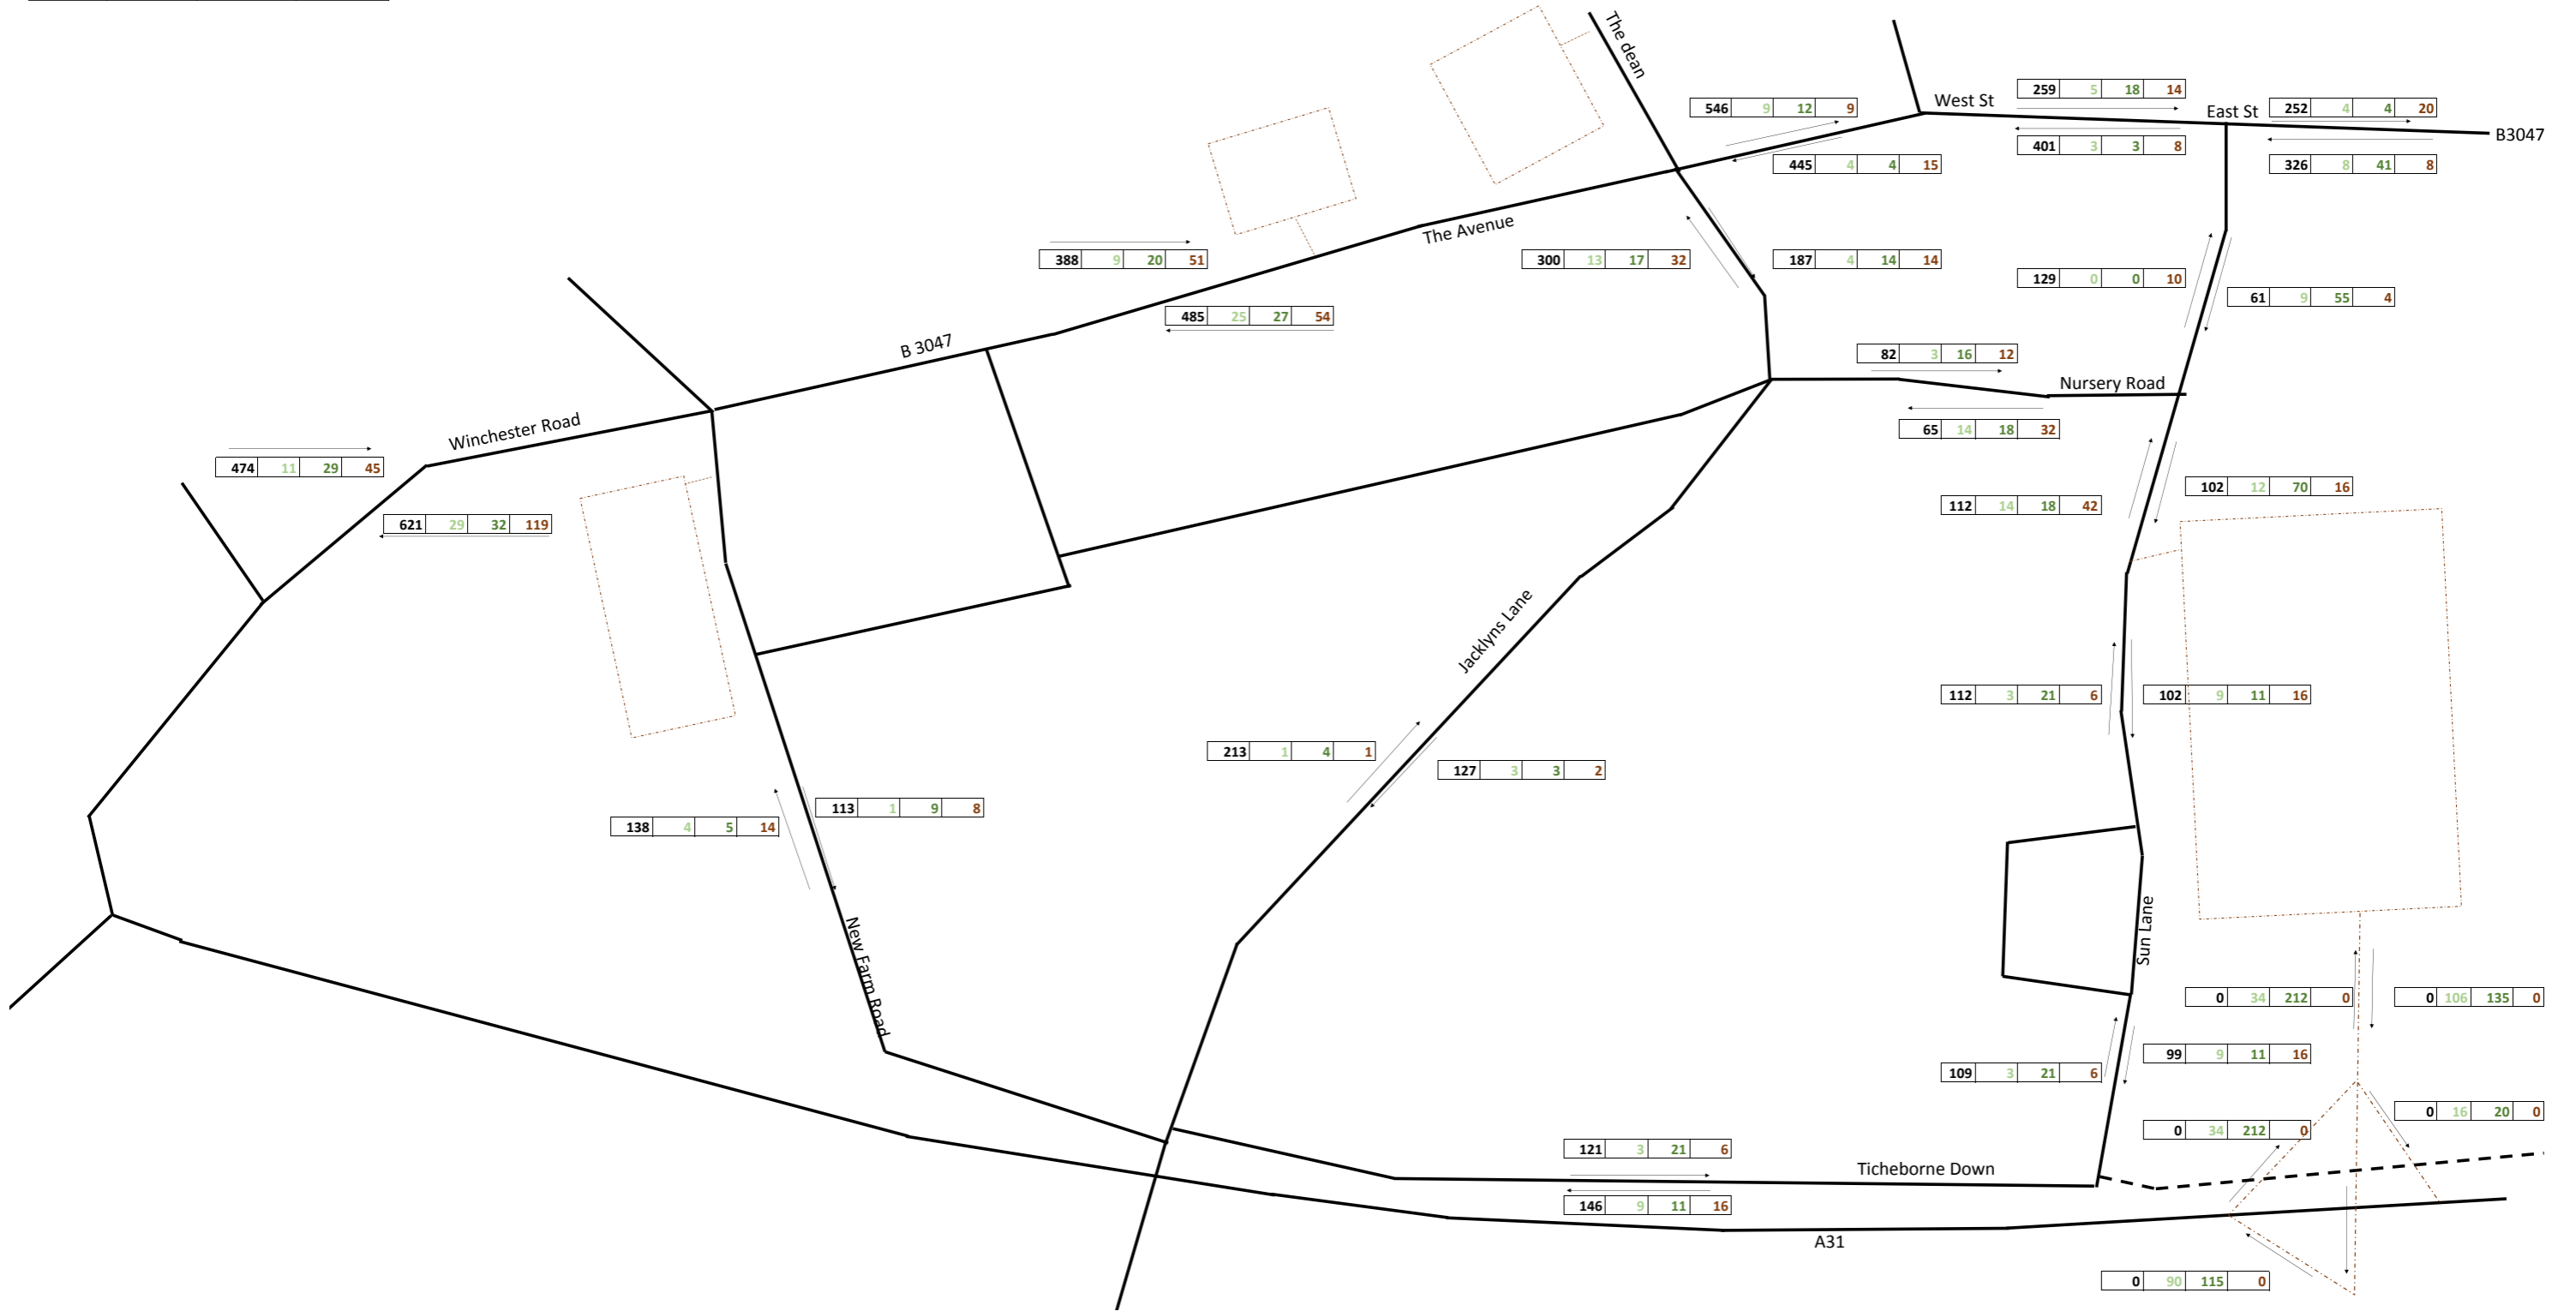 The dean
259 5 18 14
546 9 12 9
West St
252 4 4 20
East St
B3047
401 3 3 8
445 4 4 15
326 8 41 8
The Avenue
388 9 20 51
300 13 17 32
187 4 14 14
129 0 0 10
61 9 55 4
485 25 27 54
B 3047
82 3 16 12
Nursery Road
Winchester Road
65 14 18 32
474 11 29 45
102 12 70 16
112 14 18 42
621 29 32 119
Jacklyns Lane
112 3 21 6
102 9 11 16
213 1 4 1
127 3 3 2
113 1 9 8
138 4 5 14
New Farm Road
Sun Lane
0 34 212 0
0 106 135 0
99 9 11 16
109 3 21 6
0 16 20 0
0 34 212 0
121 3 21 6
Ticheborne Down
146 9 11 16
A31
0 90 115 0